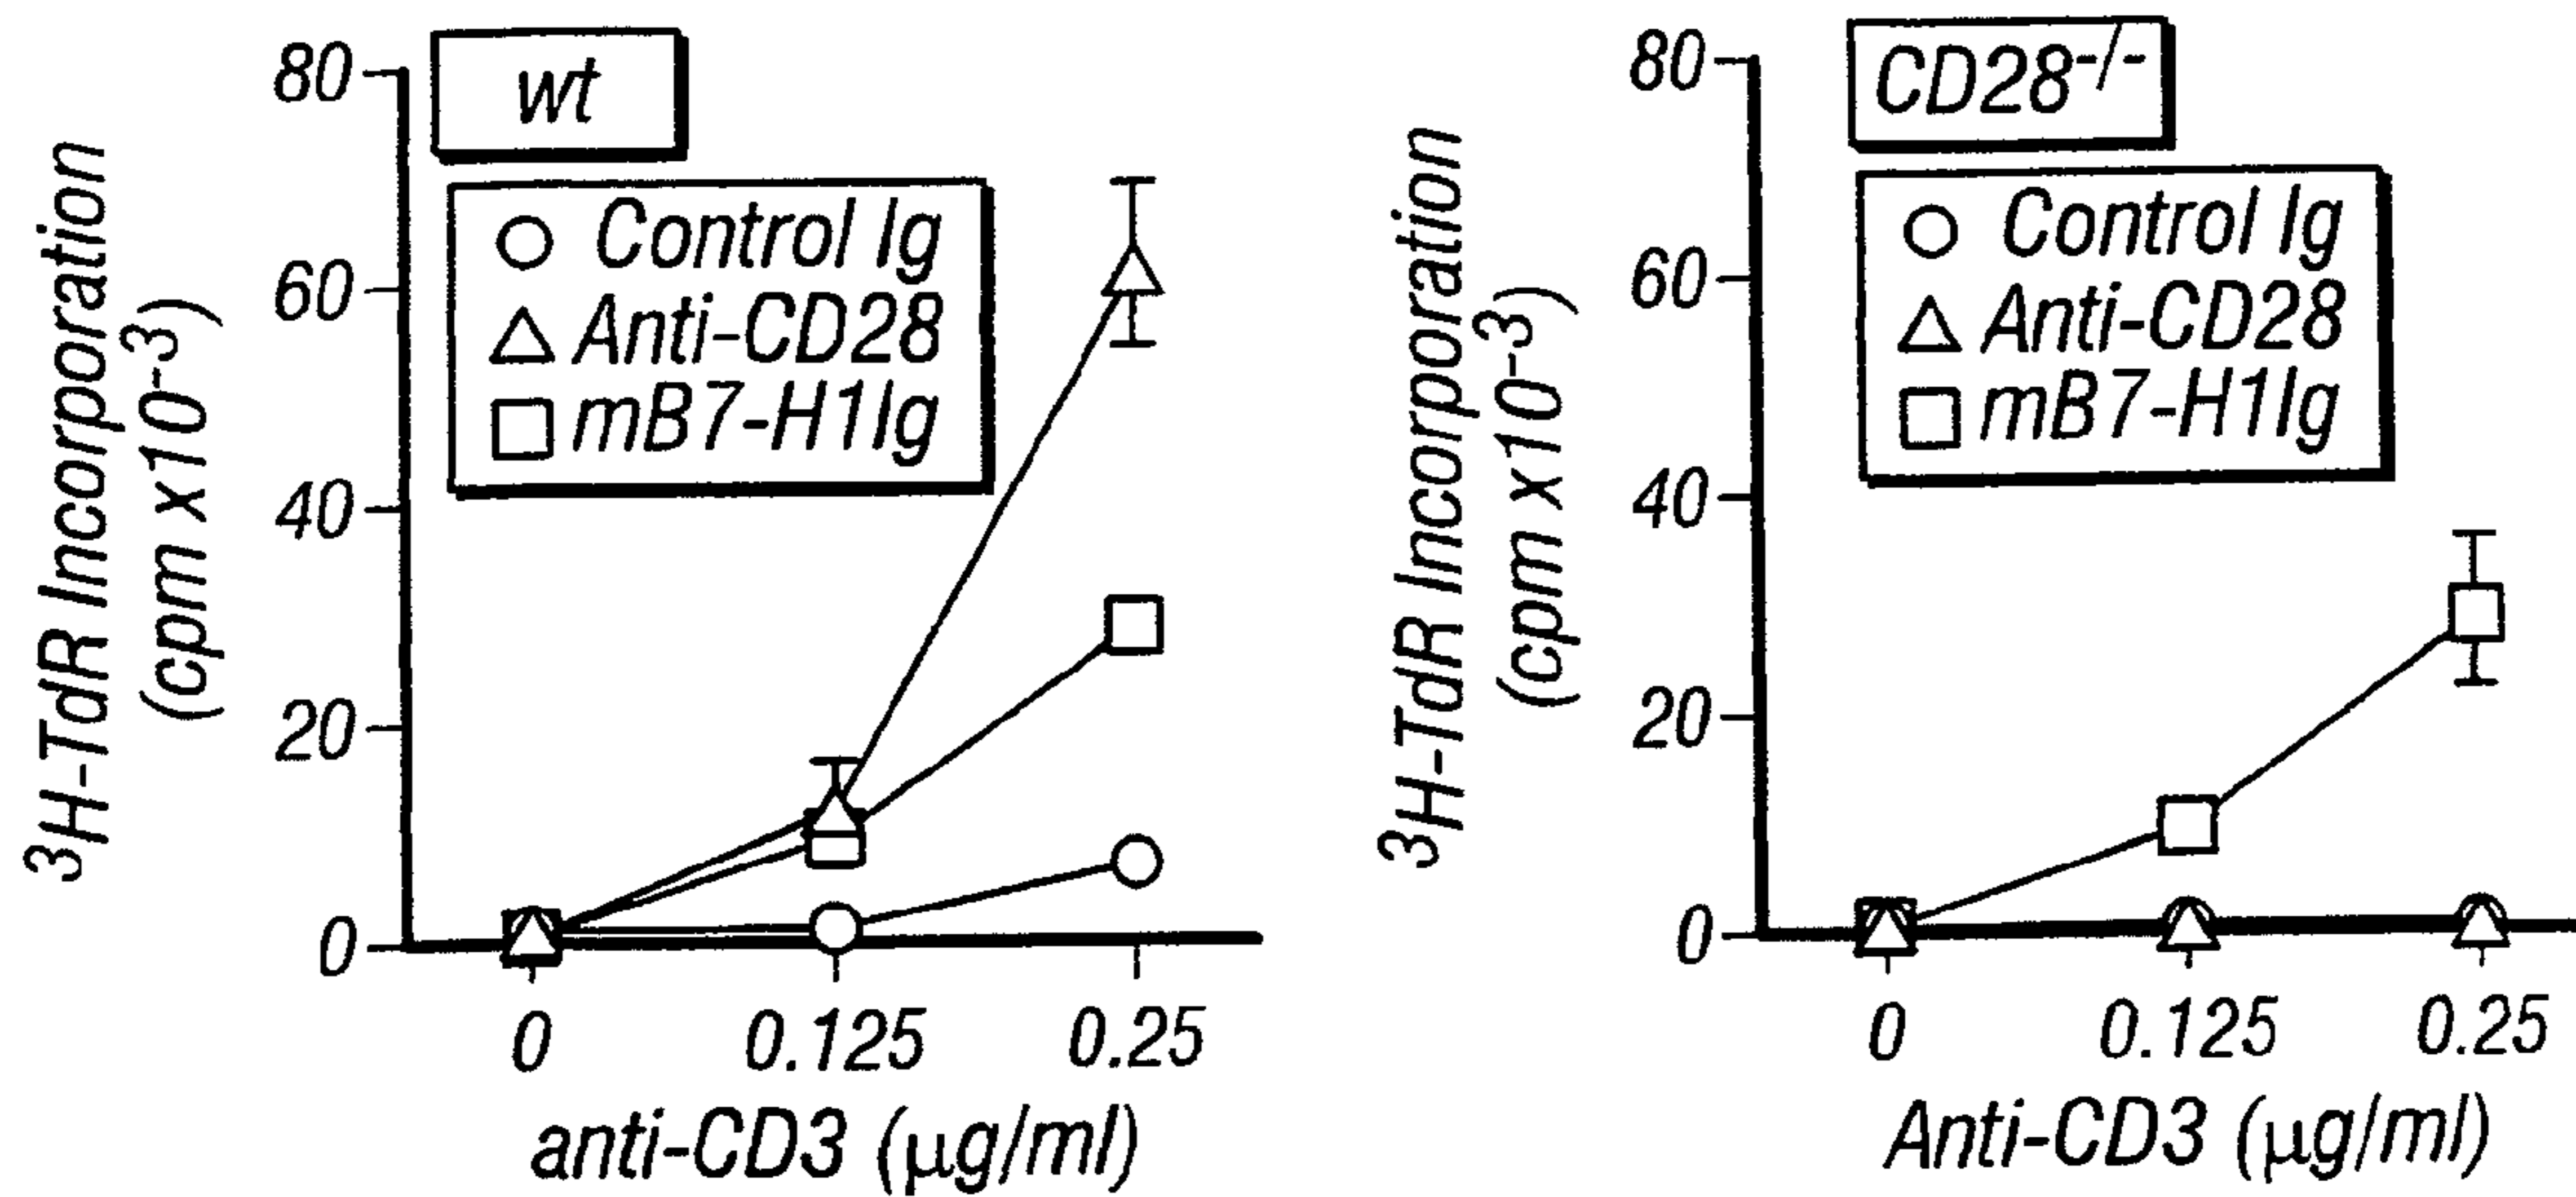 wt
Control Ig
Anti-CD28
mB7-H1Ig
80
60
40
20
0
³H-TdR Incorporation
(cpm x10⁻³)
0 0.125 0.25
anti-CD3 (µg/ml)
CD28⁻/⁻
Control Ig
Anti-CD28
mB7-H1Ig
80
60
40
20
0
³H-TdR Incorporation
(cpm x10⁻³)
0 0.125 0.25
Anti-CD3 (µg/ml)